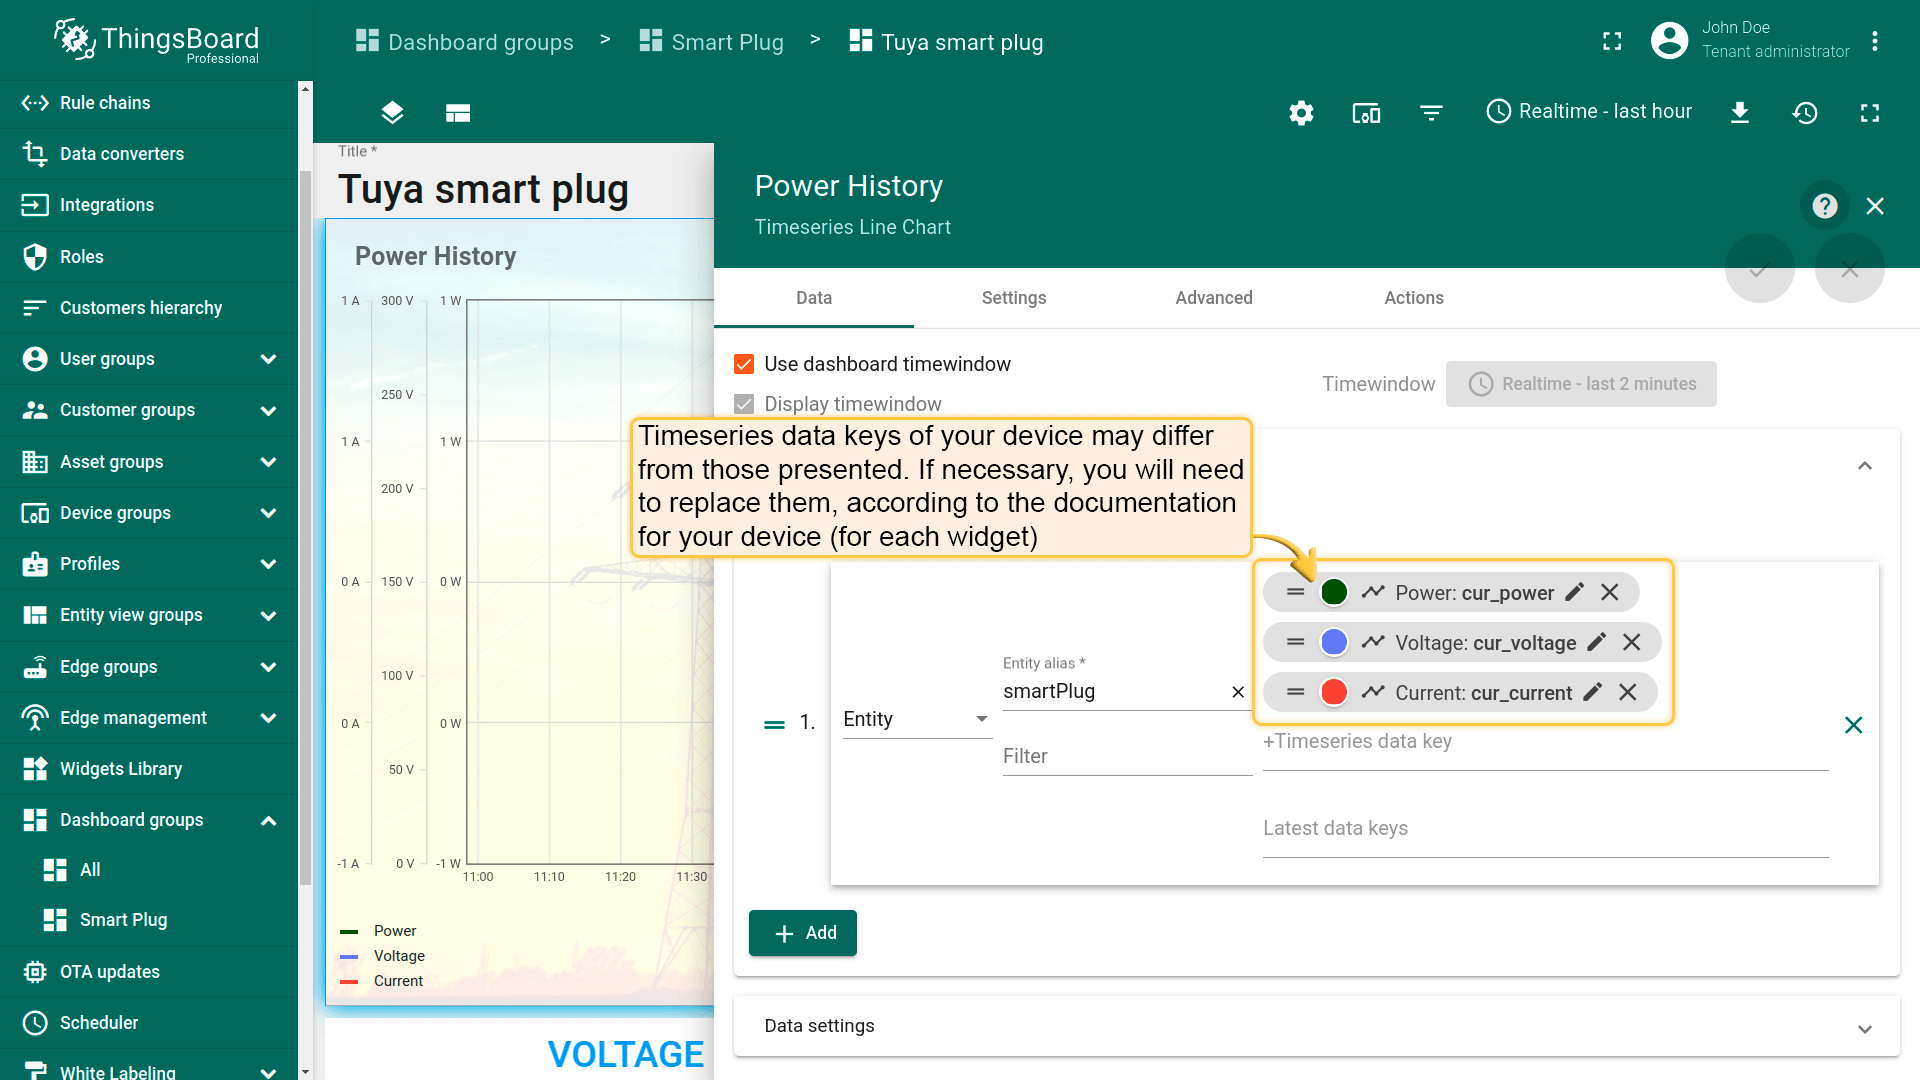 ThingsBoard
Professional
Dashboard groups > Smart Plug > Tuya smart plug
John Doe
Tenant administrator
Realtime - last hour
Rule chains
Data converters
Integrations
Roles
Customers hierarchy
User groups
Customer groups
Asset groups
Device groups
Profiles
Entity view groups
Edge groups
Edge management
Widgets Library
Dashboard groups
All
Smart Plug
OTA updates
Scheduler
White Labeling
Title *
Tuya smart plug
Power History
1 A 300 V 1 W
250 V
1 A 1 W
200 V
0 A 150 V 0 W
100 V
0 A 0 W
50 V
-1 A 0 V -1 W
11:00 11:10 11:20 11:30
Power
Voltage
Current
VOLTAGE
Power History
Timeseries Line Chart
Data Settings Advanced Actions
Use dashboard timewindow
Display timewindow
Timewindow Realtime - last 2 minutes
Timeseries data keys of your device may differ
from those presented. If necessary, you will need
to replace them, according to the documentation
for your device (for each widget)
1.
Entity
Entity alias *
smartPlug
Filter
Power: cur_power
Voltage: cur_voltage
Current: cur_current
+Timeseries data key
Latest data keys
Add
Data settings